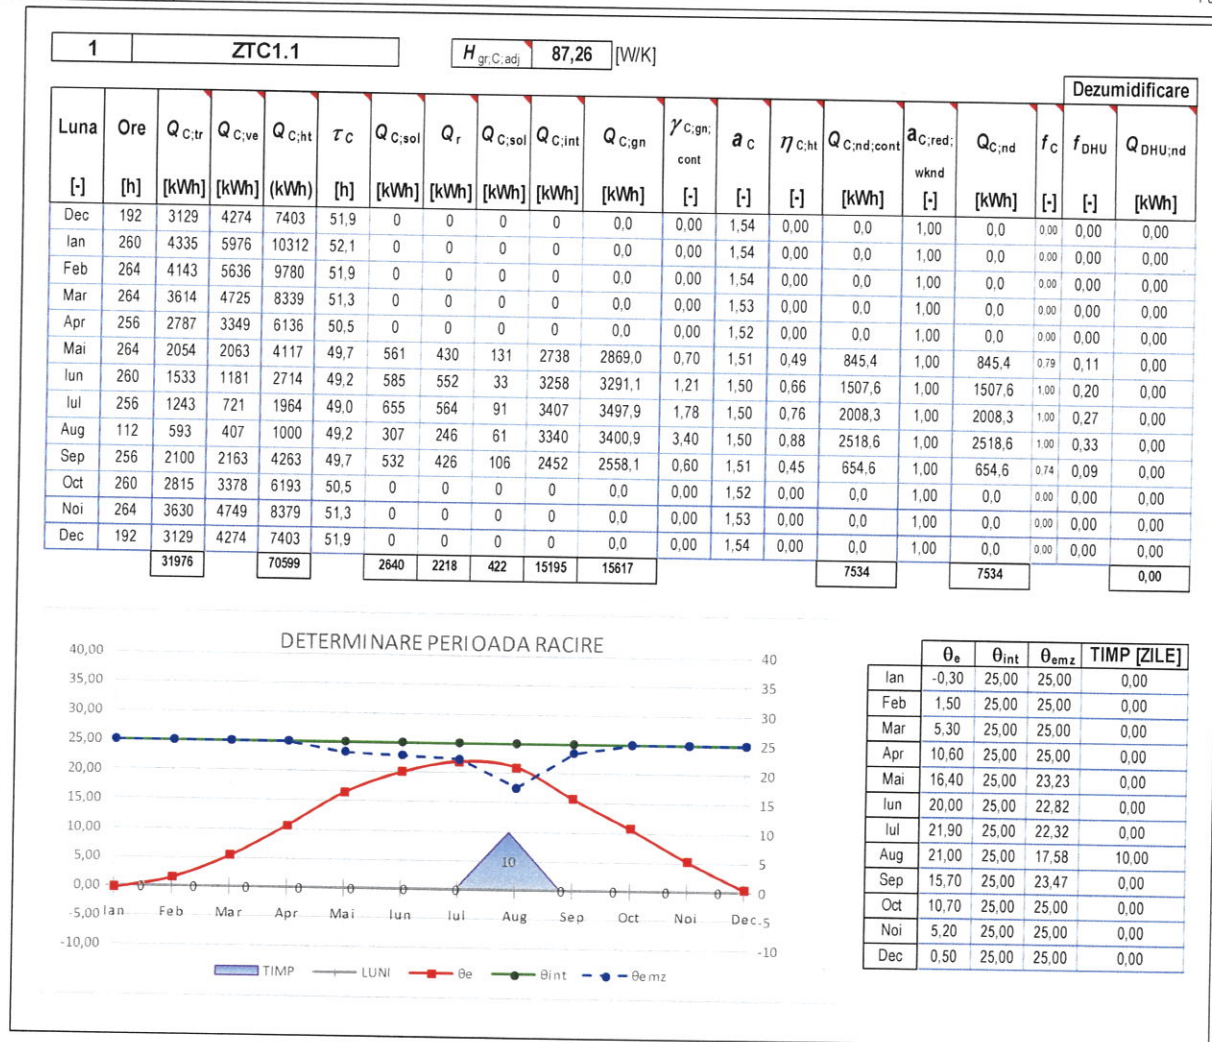 1 ZTC1.1 H gr;C;adj 87,26 [W/K]
Dezumidificare
Luna Ore Q C;tr Q C;ve Q C;ht τ C Q C;sol Q r Q C;sol Q C;int Q C;gn γ C;gn;cont a C η C;ht Q C;nd;cont a C;red;wknd Q C;nd f C f DHU Q DHU;nd
[-] [h] [kWh] [kWh] (kWh) [h] [kWh] [kWh] [kWh] [kWh] [kWh] [-] [-] [-] [kWh] [-] [kWh] [-] [-] [kWh]
Dec 192 3129 4274 7403 51,9 0 0 0 0 0,0 0,00 1,54 0,00 0,0 1,00 0,0 0,00 0,00 0,00
Ian 260 4335 5976 10312 52,1 0 0 0 0 0,0 0,00 1,54 0,00 0,0 1,00 0,0 0,00 0,00 0,00
Feb 264 4143 5636 9780 51,9 0 0 0 0 0,0 0,00 1,54 0,00 0,0 1,00 0,0 0,00 0,00 0,00
Mar 264 3614 4725 8339 51,3 0 0 0 0 0,0 0,00 1,53 0,00 0,0 1,00 0,0 0,00 0,00 0,00
Apr 256 2787 3349 6136 50,5 0 0 0 0 0,0 0,00 1,52 0,00 0,0 1,00 0,0 0,00 0,00 0,00
Mai 264 2054 2063 4117 49,7 561 430 131 2738 2869,0 0,70 1,51 0,49 845,4 1,00 845,4 0,79 0,11 0,00
Iun 260 1533 1181 2714 49,2 585 552 33 3258 3291,1 1,21 1,50 0,66 1507,6 1,00 1507,6 1,00 0,20 0,00
Iul 256 1243 721 1964 49,0 655 564 91 3407 3497,9 1,78 1,50 0,76 2008,3 1,00 2008,3 1,00 0,27 0,00
Aug 112 593 407 1000 49,2 307 246 61 3340 3400,9 3,40 1,50 0,88 2518,6 1,00 2518,6 1,00 0,33 0,00
Sep 256 2100 2163 4263 49,7 532 426 106 2452 2558,1 0,60 1,51 0,45 654,6 1,00 654,6 0,74 0,09 0,00
Oct 260 2815 3378 6193 50,5 0 0 0 0 0,0 0,00 1,52 0,00 0,0 1,00 0,0 0,00 0,00 0,00
Noi 264 3630 4749 8379 51,3 0 0 0 0 0,0 0,00 1,53 0,00 0,0 1,00 0,0 0,00 0,00 0,00
Dec 192 3129 4274 7403 51,9 0 0 0 0 0,0 0,00 1,54 0,00 0,0 1,00 0,0 0,00 0,00 0,00
31976 70599 2640 2218 422 15195 15617 7534 7534 0,00
DETERMINARE PERIOADA RACIRE
40,00 40
35,00 35
30,00 30
25,00 25
20,00 20
15,00 15
10,00 10
5,00 5
0,00 0
-5,00 -5
-10,00 -10
10
0 0 0 0 0 0 0 0 0 0
Ian Feb Mar Apr Mai Iun Iul Aug Sep Oct Noi Dec
TIMP LUNI θe θint θemz
θe θint θemz TIMP [ZILE]
Ian -0,30 25,00 25,00 0,00
Feb 1,50 25,00 25,00 0,00
Mar 5,30 25,00 25,00 0,00
Apr 10,60 25,00 25,00 0,00
Mai 16,40 25,00 23,23 0,00
Iun 20,00 25,00 22,82 0,00
Iul 21,90 25,00 22,32 0,00
Aug 21,00 25,00 17,58 10,00
Sep 15,70 25,00 23,47 0,00
Oct 10,70 25,00 25,00 0,00
Noi 5,20 25,00 25,00 0,00
Dec 0,50 25,00 25,00 0,00